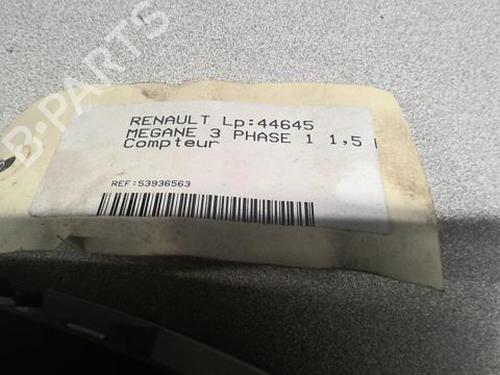 B-PARTS
RENAULT Lp:44645
MEGANE 3 PHASE 1 1,5
Compteur
REF:53936563